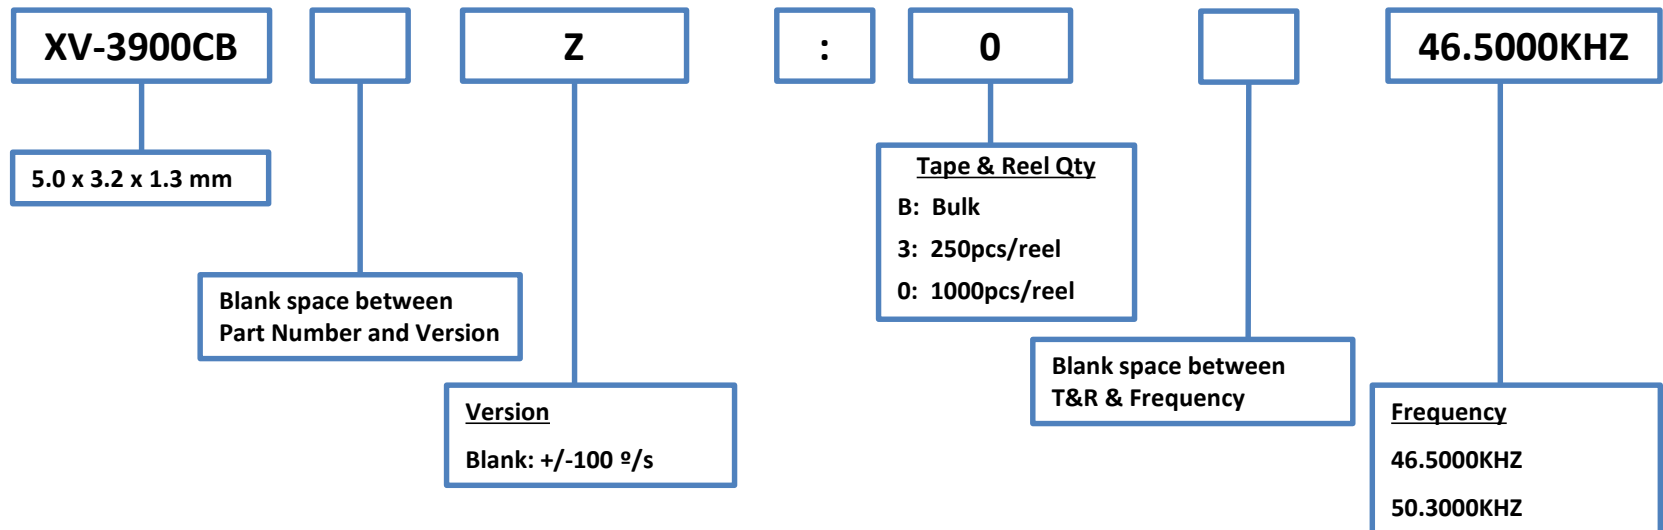 XV-3900CB Z : 0 46.5000KHZ
5.0 x 3.2 x 1.3 mm
Tape & Reel Qty
B: Bulk
3: 250pcs/reel
0: 1000pcs/reel
Blank space between
Part Number and Version
Blank space between
T&R & Frequency
Version
Blank: +/-100 º/s
Frequency
46.5000KHZ
50.3000KHZ